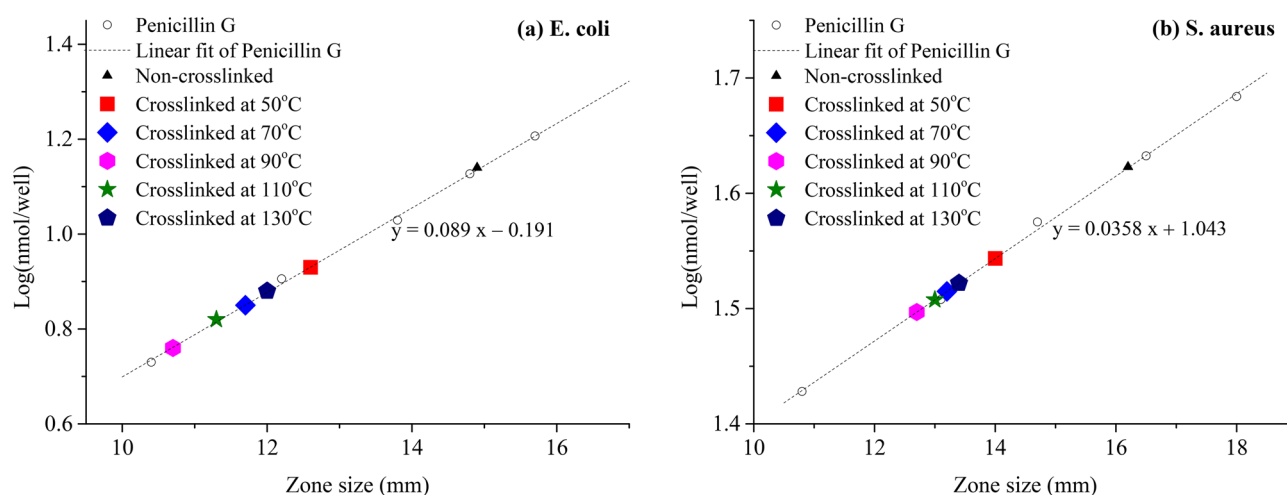 (a) E. coli
Penicillin G
Linear fit of Penicillin G
Non-crosslinked
Crosslinked at 50°C
Crosslinked at 70°C
Crosslinked at 90°C
Crosslinked at 110°C
Crosslinked at 130°C
y = 0.089 x – 0.191
Log(nmol/well)
1.4
1.2
1.0
0.8
0.6
10
12
14
16
Zone size (mm)
(b) S. aureus
Penicillin G
Linear fit of Penicillin G
Non-crosslinked
Crosslinked at 50°C
Crosslinked at 70°C
Crosslinked at 90°C
Crosslinked at 110°C
Crosslinked at 130°C
y = 0.0358 x + 1.043
Log(nmol/well)
1.7
1.6
1.5
1.4
10
12
14
16
18
Zone size (mm)